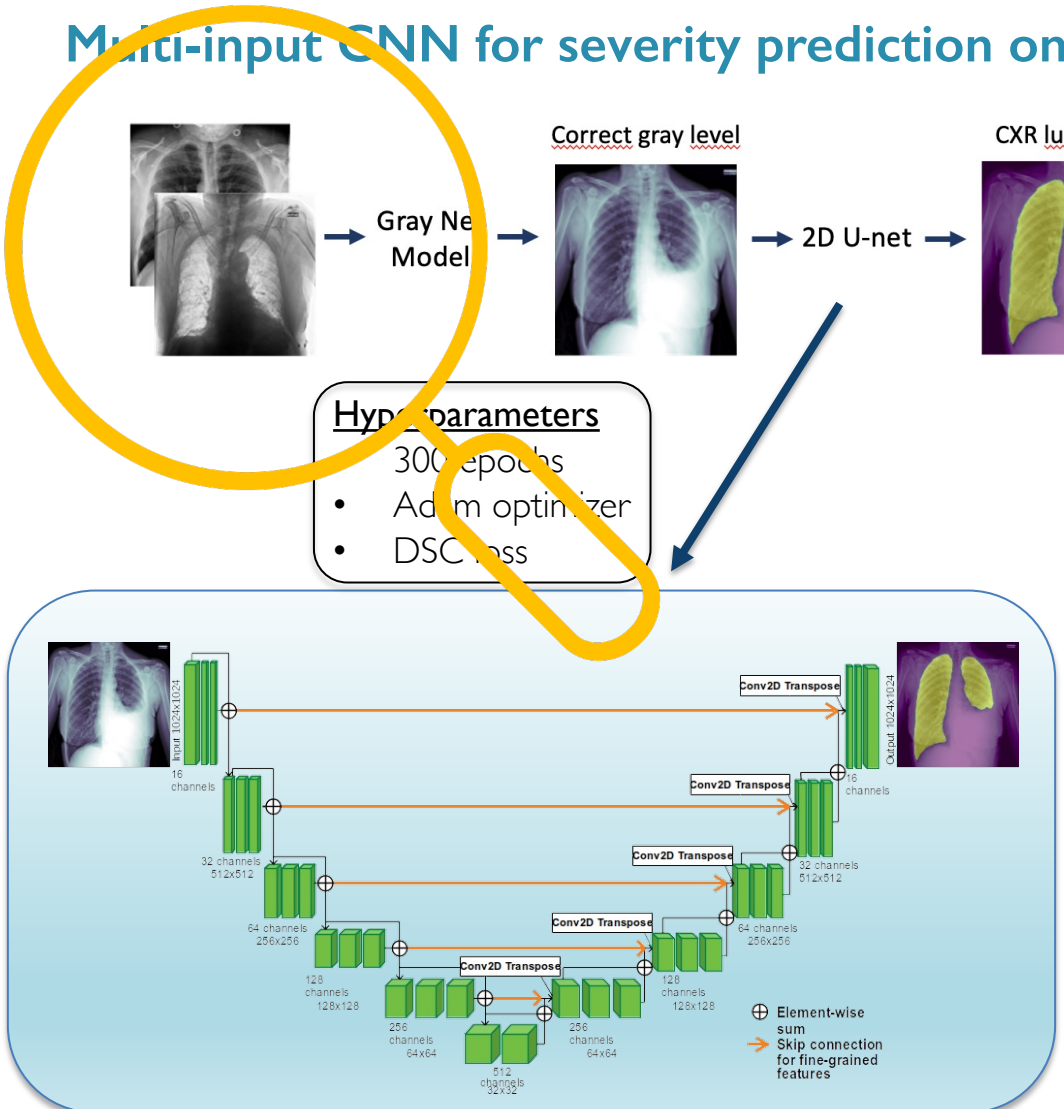 Multi-input CNN for severity prediction on
Correct gray level
CXR lu
Gray Ne
Model
2D U-net
Hyperparameters
300 epochs
• Adam optimizer
• DSC loss
Input 1024x1024
16
channels
32 channels
512x512
64 channels
256x256
128
channels
128x128
256
channels
64x64
512
channels
32x32
Conv2D Transpose
256
channels
64x64
Conv2D Transpose
128
channels
128x128
Conv2D Transpose
64 channels
256x256
Conv2D Transpose
32 channels
512x512
Conv2D Transpose
16
channels
Output 1024x1024
Element-wise
sum
Skip connection
for fine-grained
features